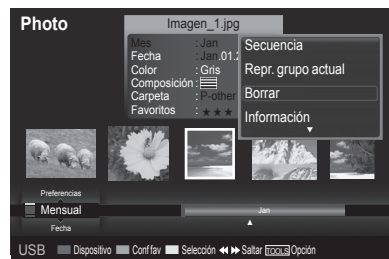 Photo
Imagen_1.jpg
Mes : Jan
Fecha : Jan.01.2
Color : Gris
Composición :
Carpeta : P-other
Favoritos : ★★★
Secuencia
Repr. grupo actual
Borrar
Información
Preferencias
Mensual
Fecha
Jan
USB Dispositivo Conf fav Selección Saltar TOOLS Opción